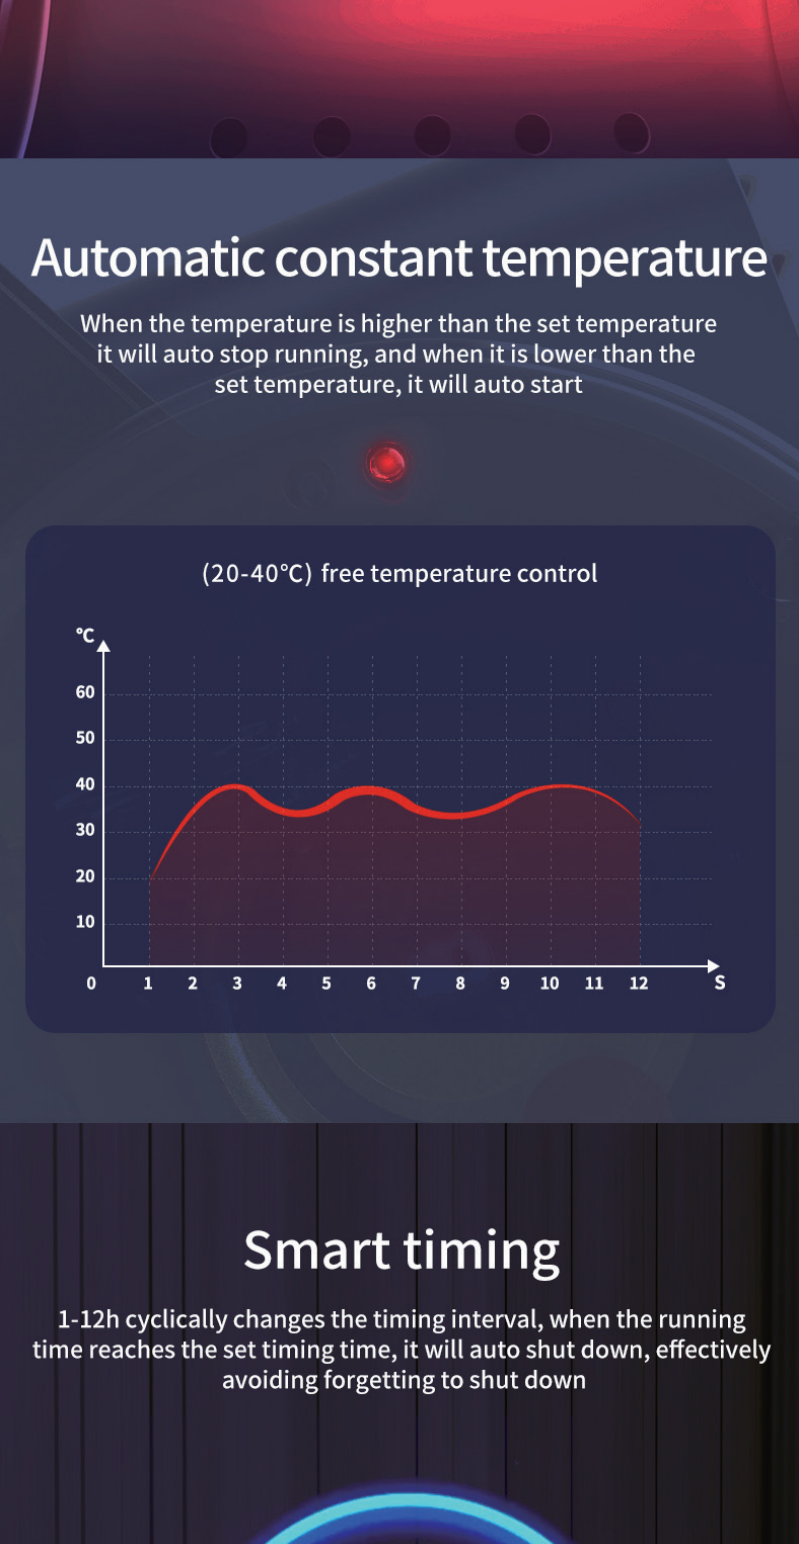 Automatic constant temperature
When the temperature is higher than the set temperature
it will auto stop running, and when it is lower than the
set temperature, it will auto start
(20-40℃) free temperature control
℃
60
50
40
30
20
10
0 1 2 3 4 5 6 7 8 9 10 11 12 S
Smart timing
1-12h cyclically changes the timing interval, when the running
time reaches the set timing time, it will auto shut down, effectively
avoiding forgetting to shut down